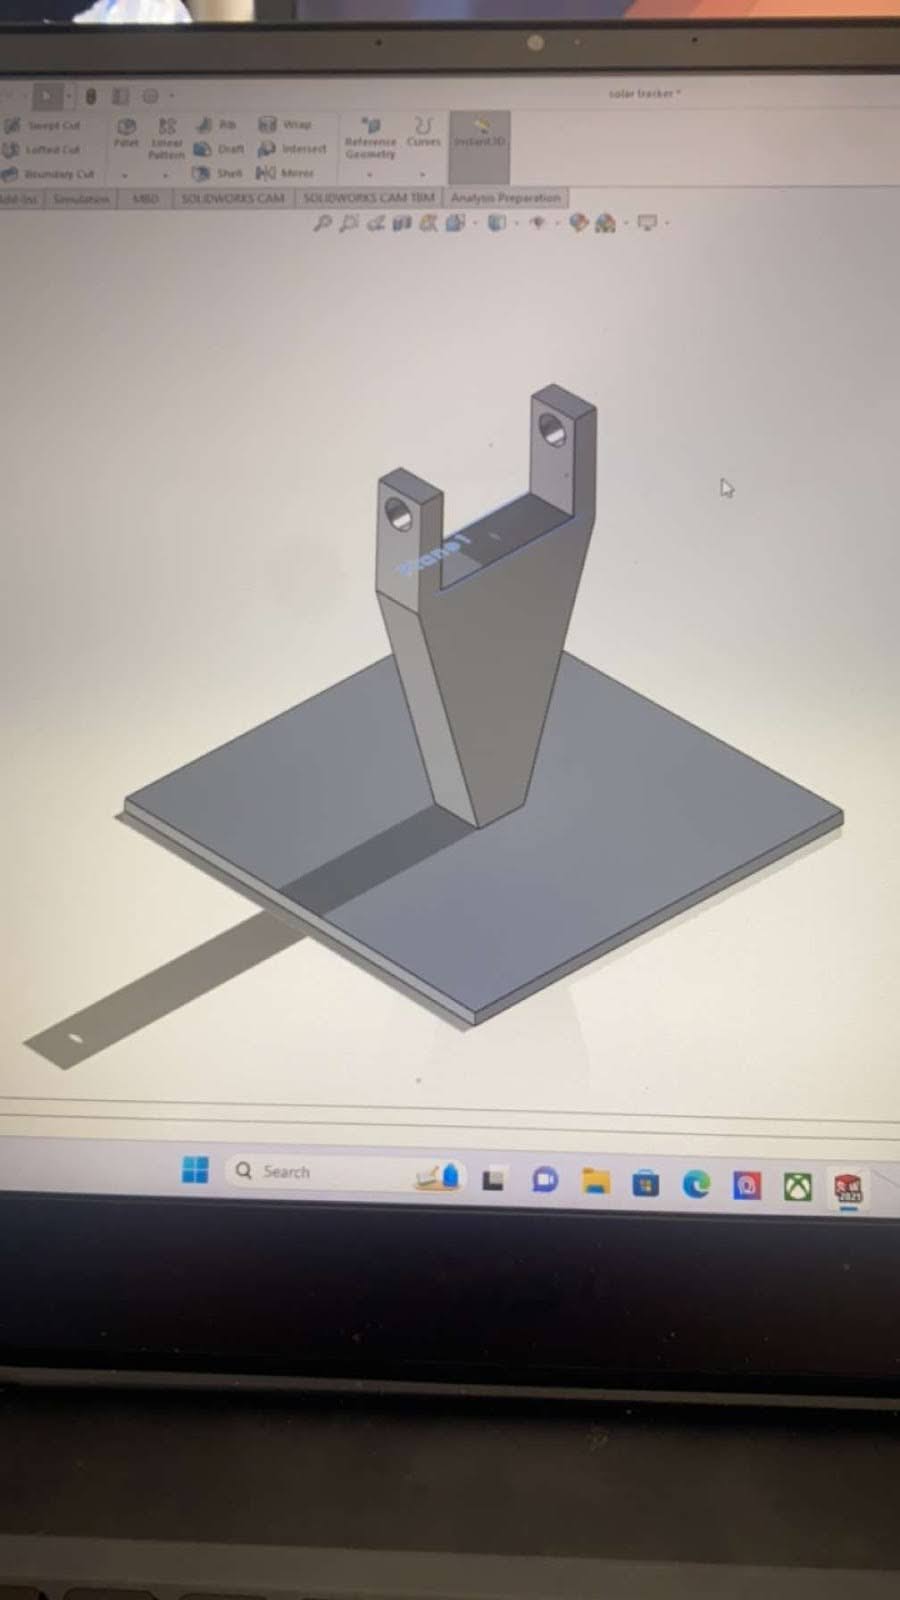 solar tracker *
Swept Cut
Lofted Cut
Boundary Cut
Fillet
Linear Pattern
Rib
Draft
Shell
Wrap
Intersect
Mirror
Reference Geometry
Curves
Instant3D
Add-Ins
Simulation
MBD
SOLIDWORKS CAM
SOLIDWORKS CAM TBM
Analysis Preparation
Search
2021